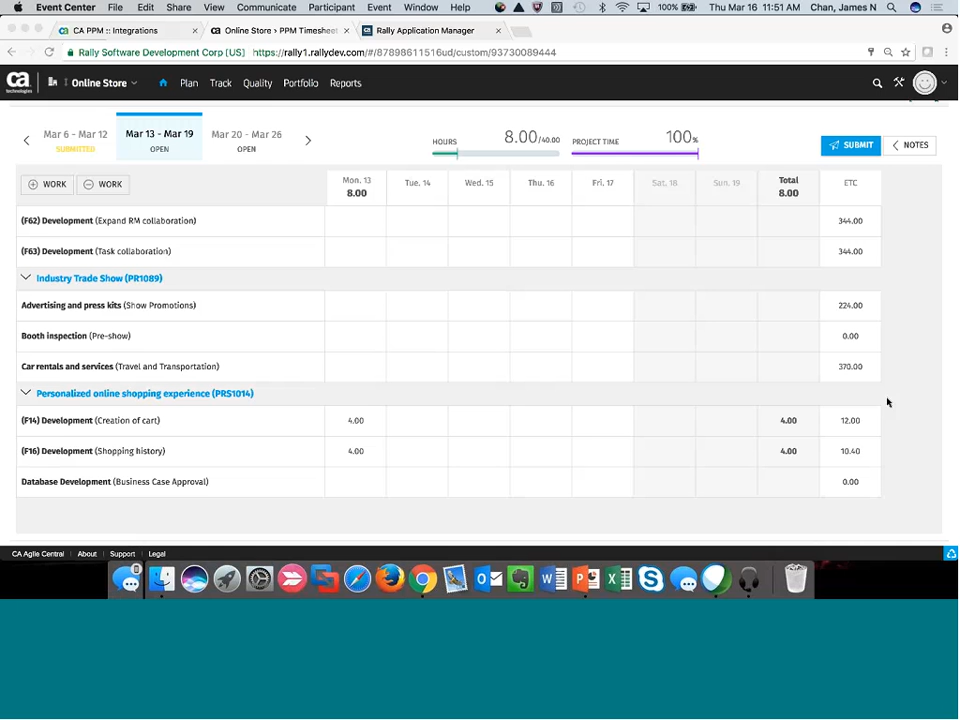 Event Center File Share Edit View Communicate Participant Event Window Help 100% Thu Mar 16 11:51 AM Chan, James N
CA PPM :: Integrations × Online Store › PPM Timeshee × Rally Application Manager ×
Rally Software Development Corp [US] https://rally1.rallydev.com/#/87898611516ud/custom/93730089444
ca technologies Online Store Plan Track Quality Portfolio Reports
Mar 6 - Mar 12 Mar 13 - Mar 19 Mar 20 - Mar 26
SUBMITTED OPEN OPEN
HOURS 8.00/40.00 PROJECT TIME 100%
SUBMIT NOTES
WORK WORK
Mon. 13 Tue. 14 Wed. 15 Thu. 16 Fri. 17 Sat. 18 Sun. 19 Total ETC
8.00 8.00
(F62) Development (Expand RM collaboration) 344.00
(F63) Development (Task collaboration) 344.00
Industry Trade Show (PR1089)
Advertising and press kits (Show Promotions) 224.00
Booth inspection (Pre-show) 0.00
Car rentals and services (Travel and Transportation) 370.00
Personalized online shopping experience (PRS1014)
(F14) Development (Creation of cart) 4.00 4.00 12.00
(F16) Development (Shopping history) 4.00 4.00 10.40
Database Development (Business Case Approval) 0.00
CA Agile Central About Support Legal